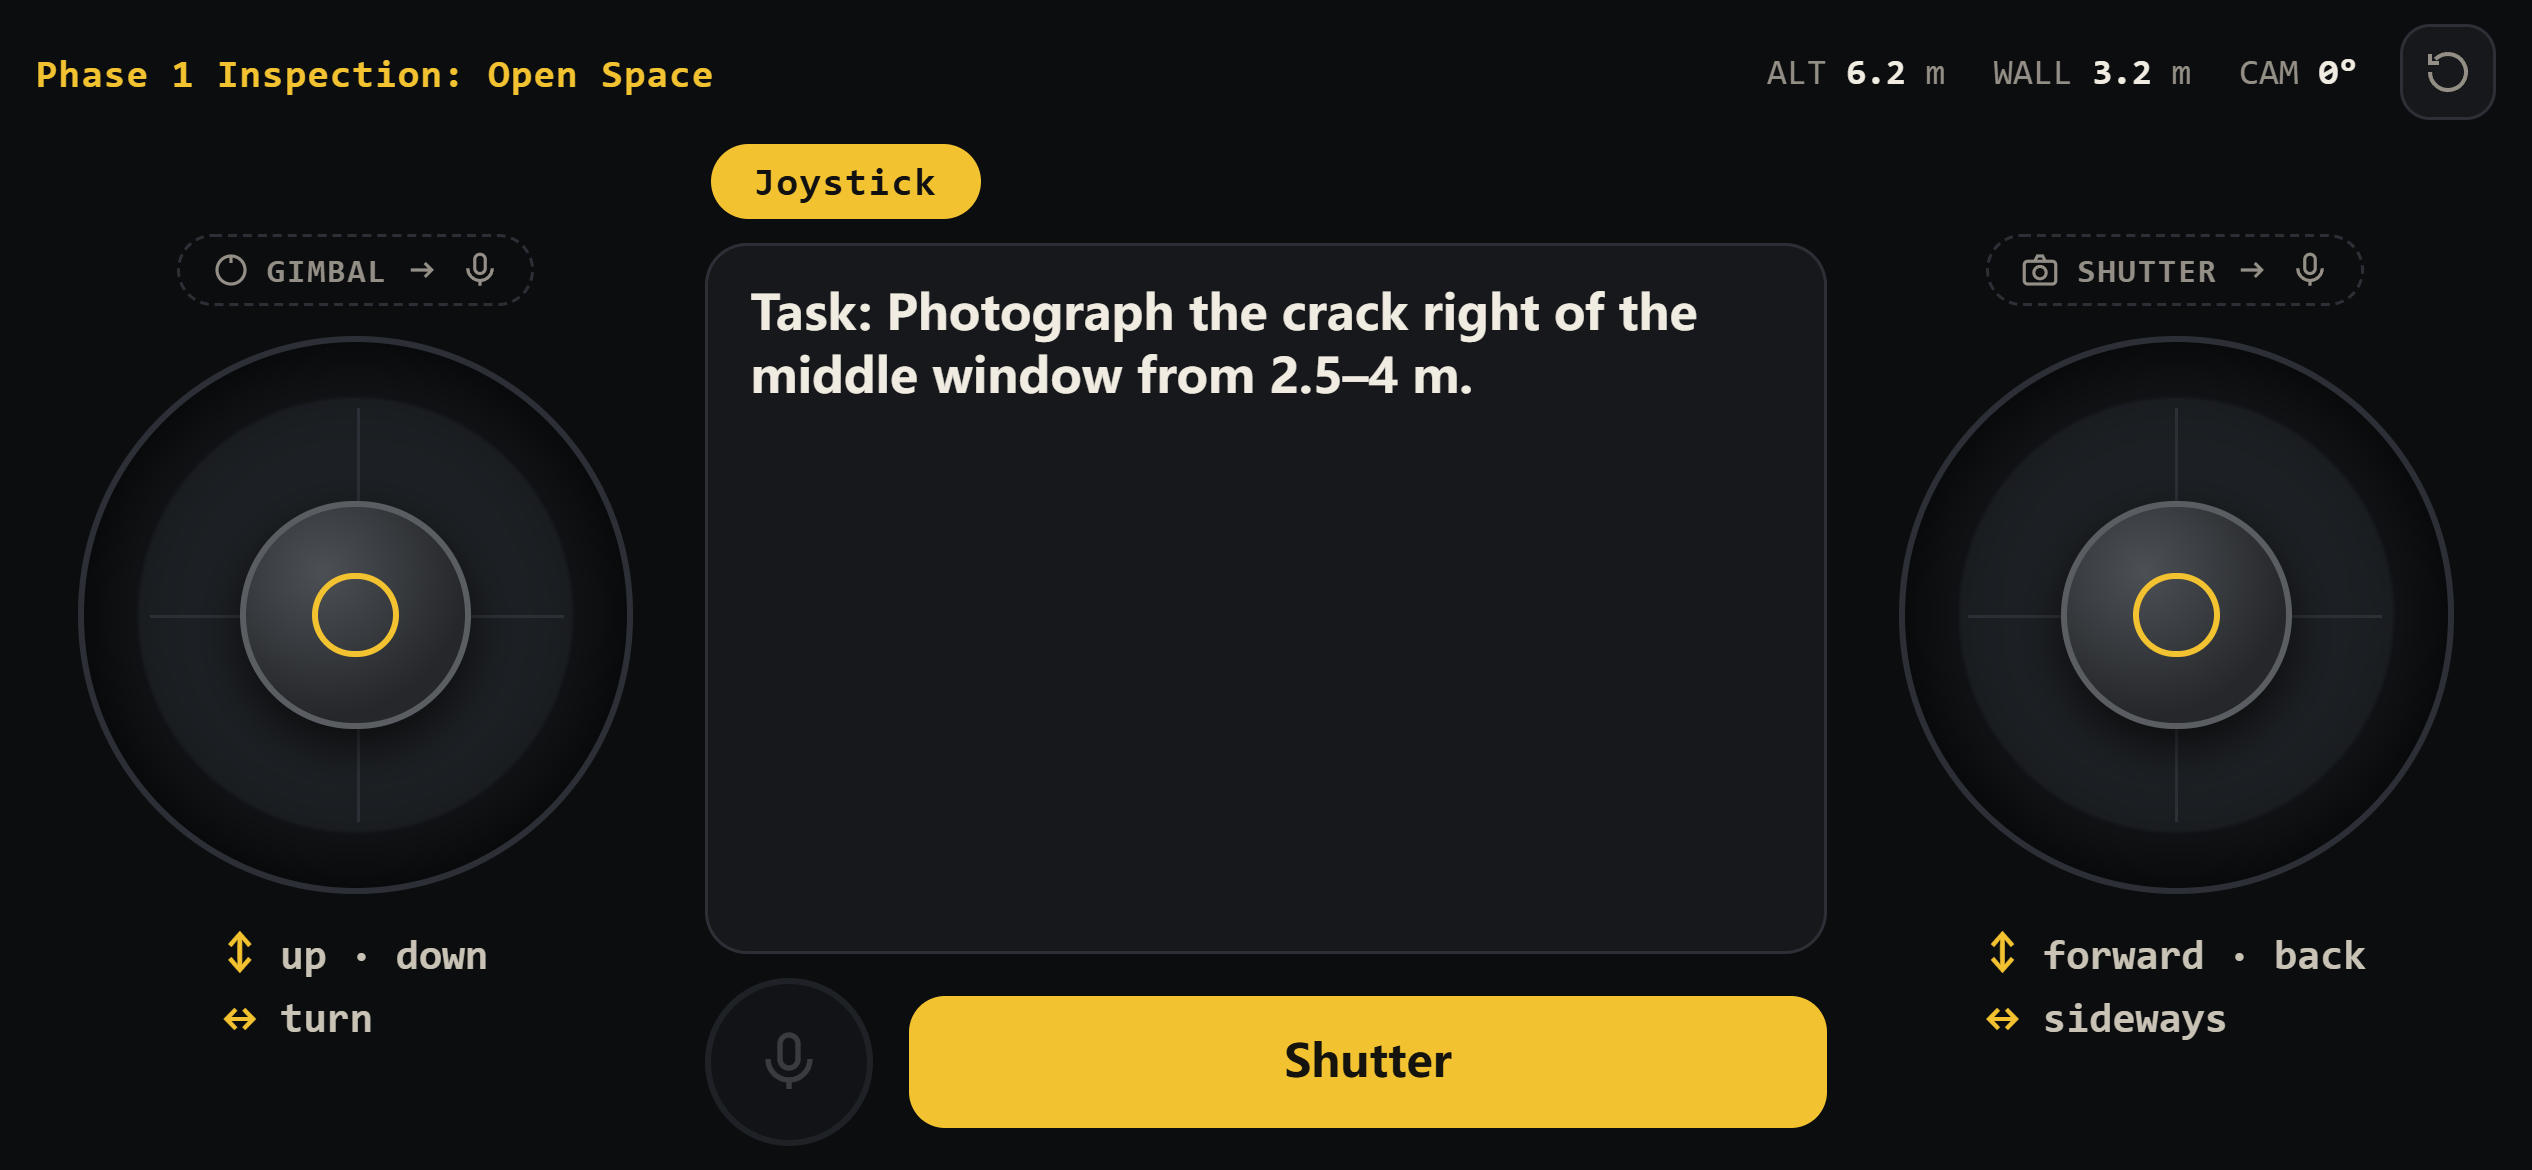 Phase 1 Inspection: Open Space
ALT 6.2 m WALL 3.2 m CAM 0°
Joystick
GIMBAL →
SHUTTER →
Task: Photograph the crack right of the
middle window from 2.5–4 m.
↕ up · down
↔ turn
↕ forward · back
↔ sideways
Shutter